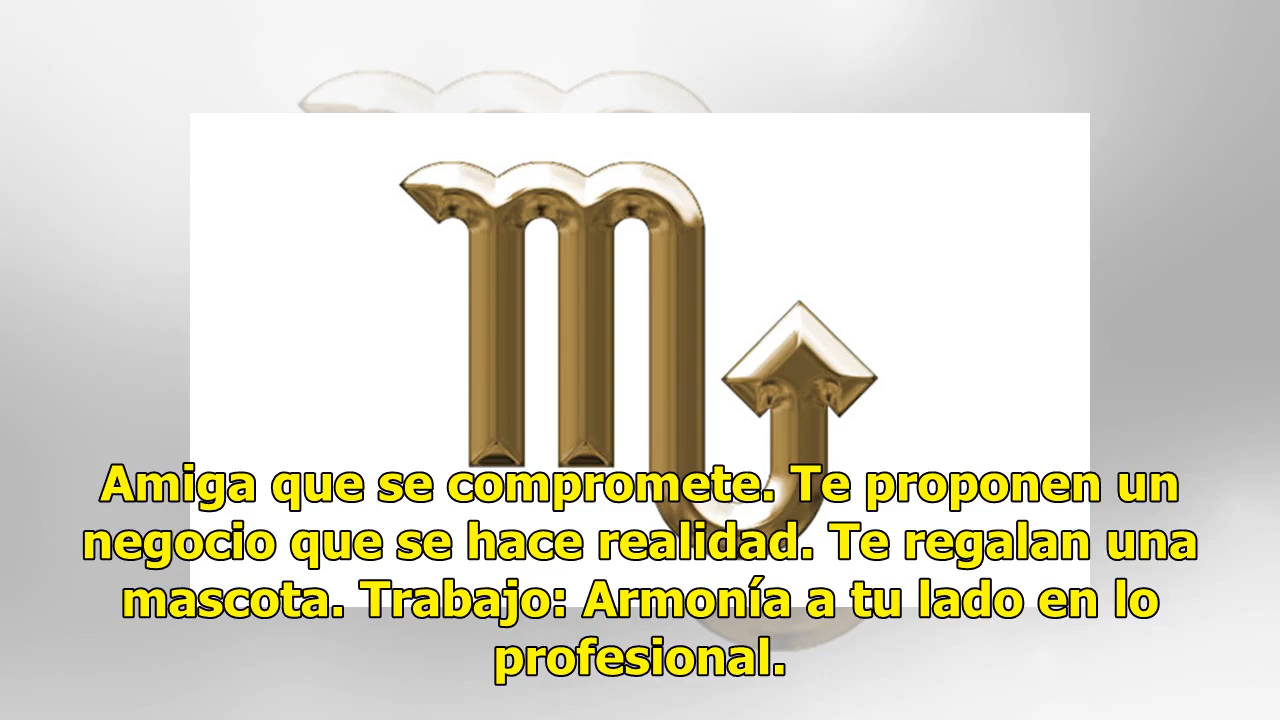 Amiga que se compromete. Te proponen un
negocio que se hace realidad. Te regalan una
mascota. Trabajo: Armonía a tu lado en lo
profesional.